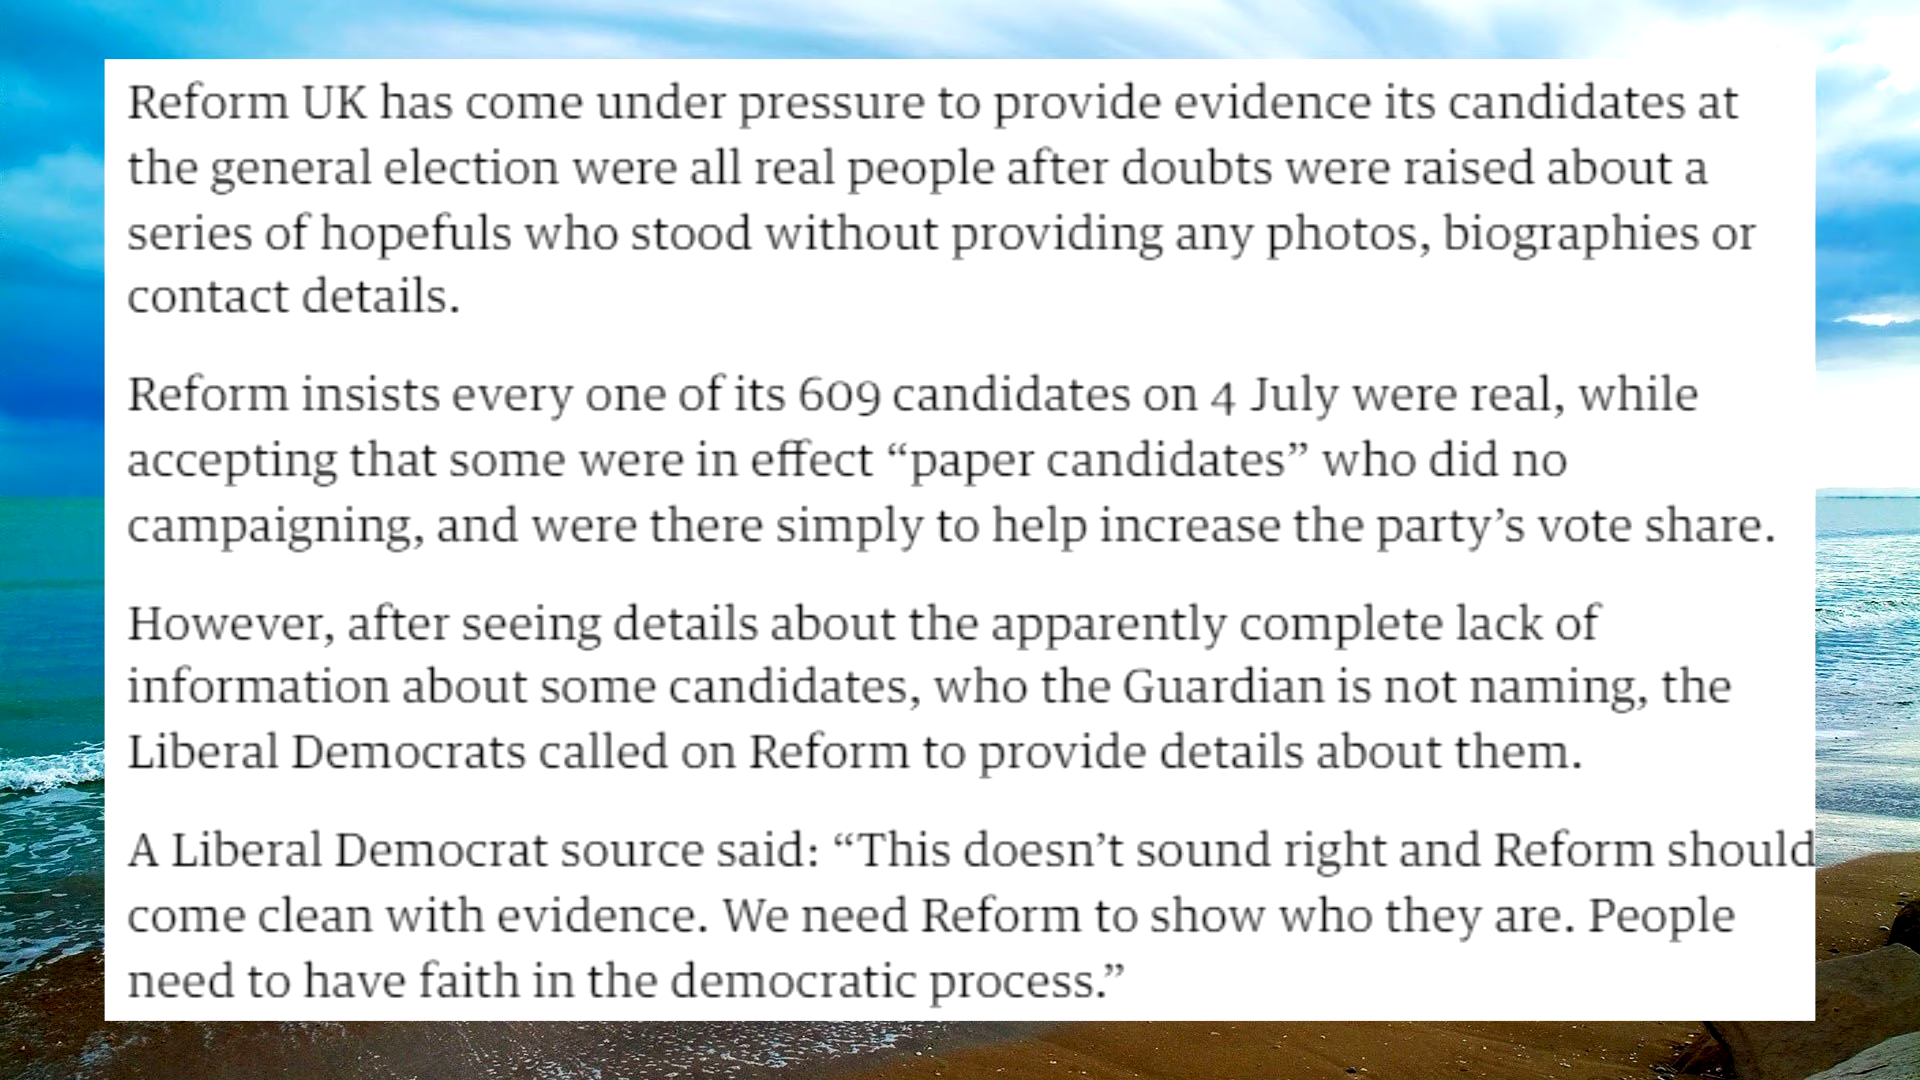 Reform UK has come under pressure to provide evidence its candidates at
the general election were all real people after doubts were raised about a
series of hopefuls who stood without providing any photos, biographies or
contact details.
Reform insists every one of its 609 candidates on 4 July were real, while
accepting that some were in effect “paper candidates” who did no
campaigning, and were there simply to help increase the party’s vote share.
However, after seeing details about the apparently complete lack of
information about some candidates, who the Guardian is not naming, the
Liberal Democrats called on Reform to provide details about them.
A Liberal Democrat source said: “This doesn’t sound right and Reform should
come clean with evidence. We need Reform to show who they are. People
need to have faith in the democratic process.”